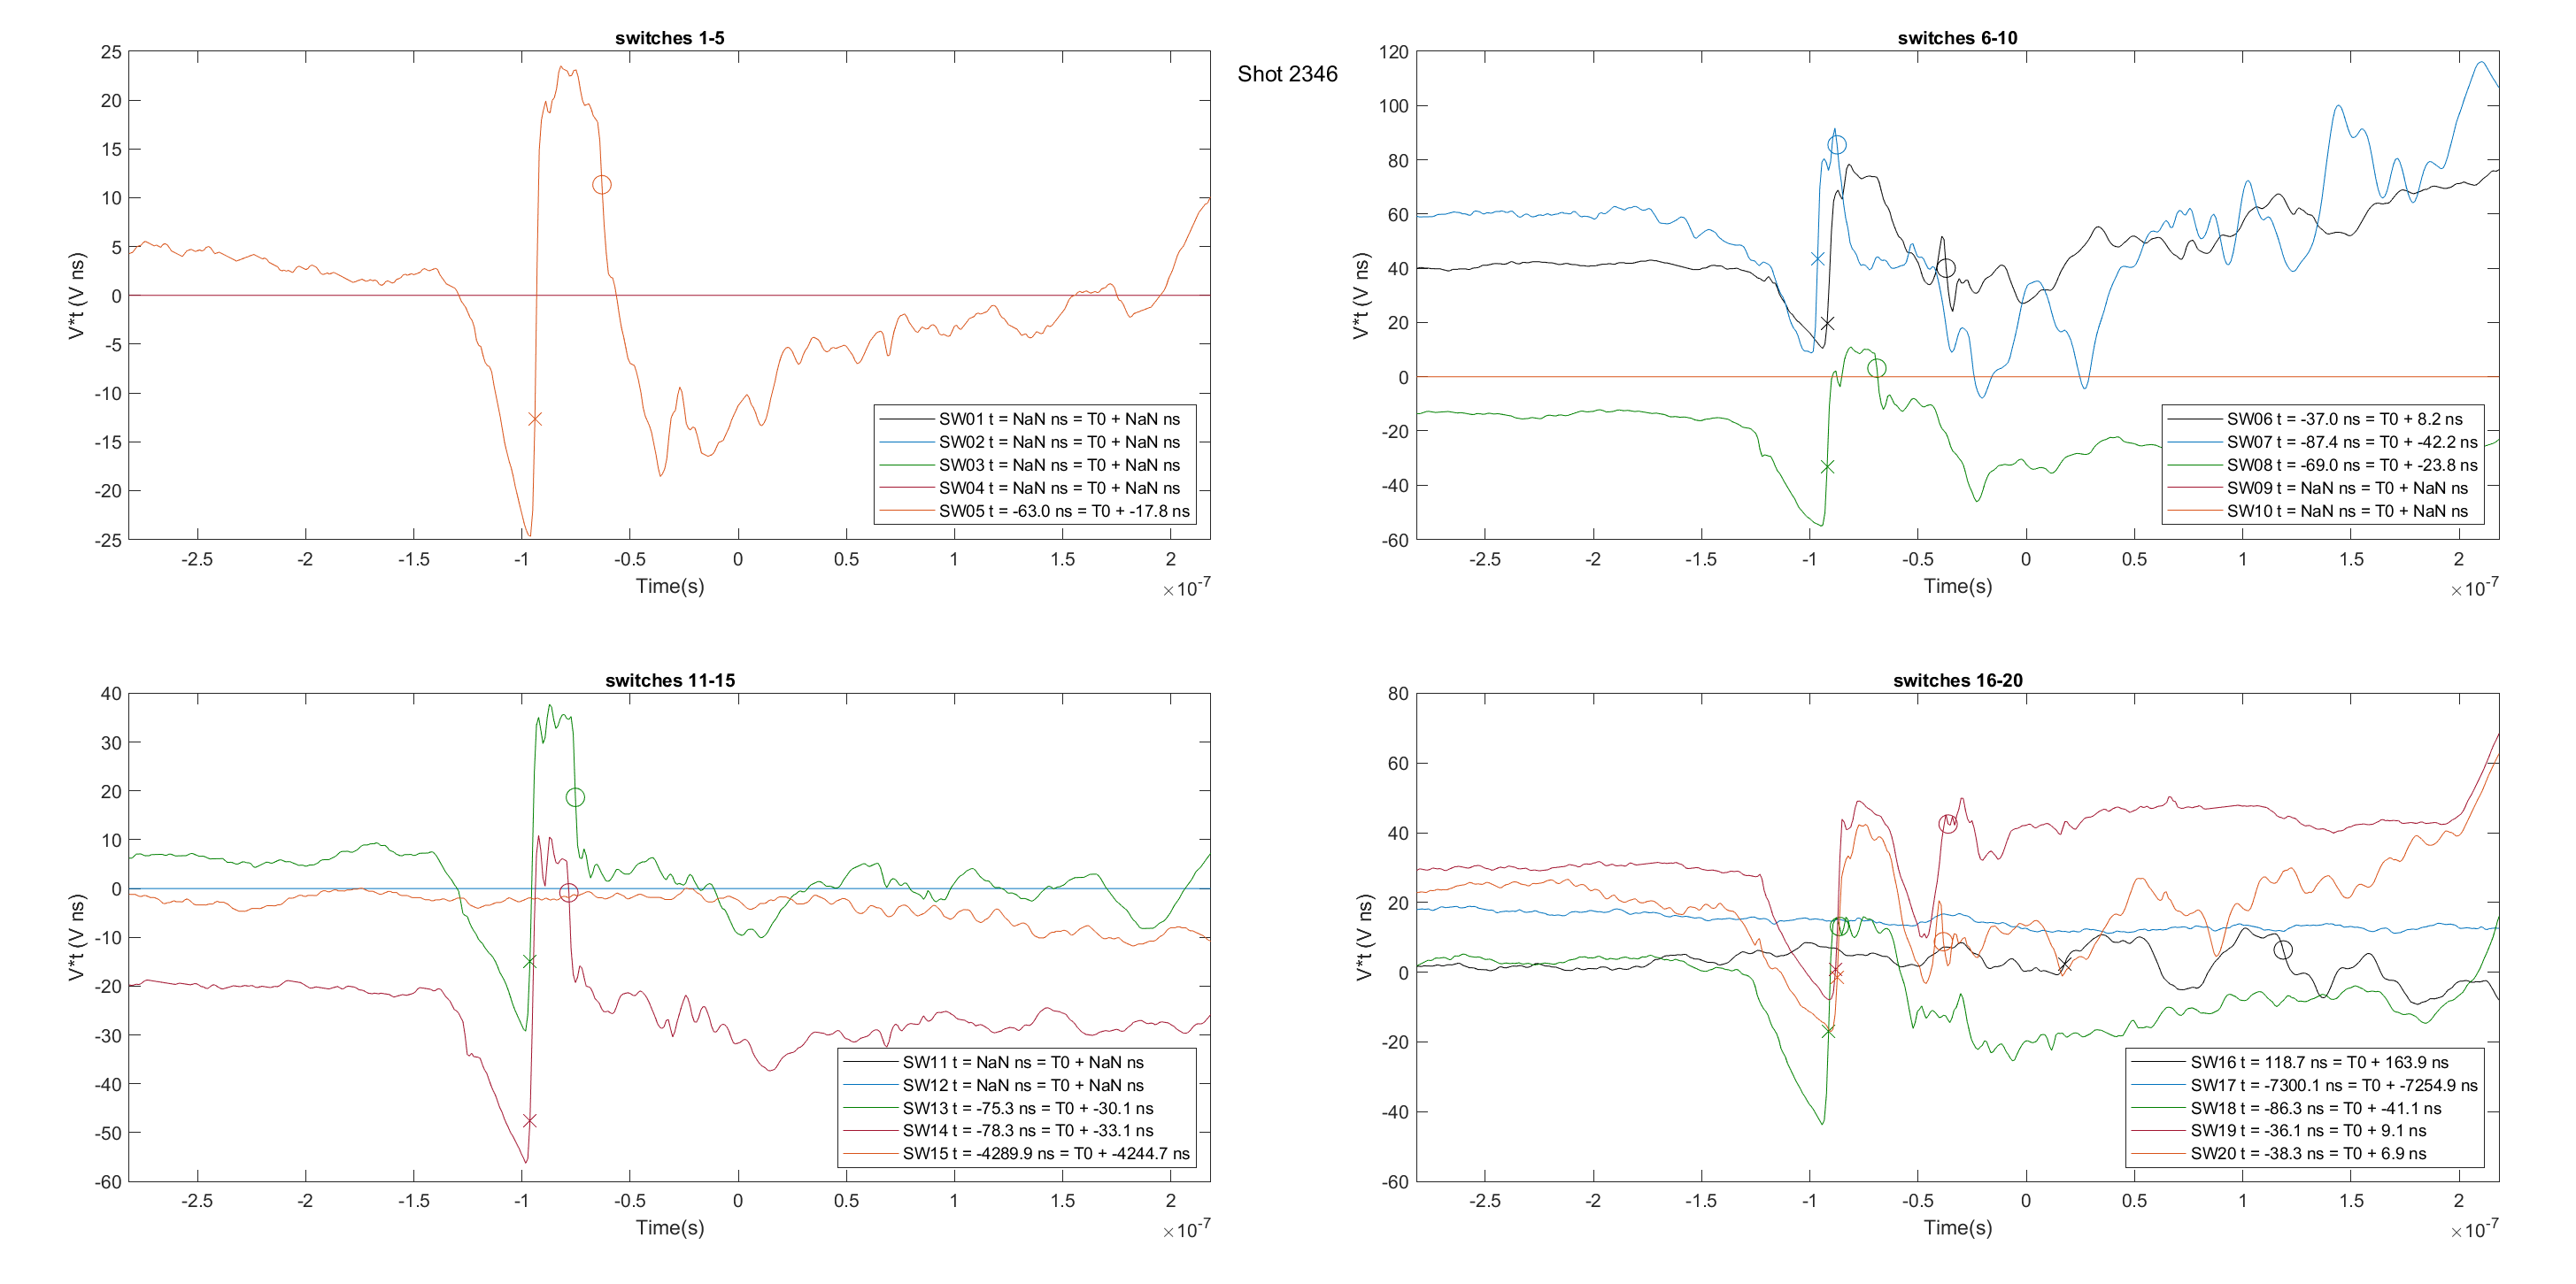 Shot 2346
switches 1-5
25
20
15
10
5
0
-5
-10
-15
-20
-25
V*t (V ns)
SW01 t = NaN ns = T0 + NaN ns
SW02 t = NaN ns = T0 + NaN ns
SW03 t = NaN ns = T0 + NaN ns
SW04 t = NaN ns = T0 + NaN ns
SW05 t = -63.0 ns = T0 + -17.8 ns
-2.5 -2 -1.5 -1 -0.5 0 0.5 1 1.5 2
Time(s)
×10-7
switches 6-10
120
100
80
60
40
20
0
-20
-40
-60
V*t (V ns)
SW06 t = -37.0 ns = T0 + 8.2 ns
SW07 t = -87.4 ns = T0 + -42.2 ns
SW08 t = -69.0 ns = T0 + -23.8 ns
SW09 t = NaN ns = T0 + NaN ns
SW10 t = NaN ns = T0 + NaN ns
-2.5 -2 -1.5 -1 -0.5 0 0.5 1 1.5 2
Time(s)
×10-7
switches 11-15
40
30
20
10
0
-10
-20
-30
-40
-50
-60
V*t (V ns)
SW11 t = NaN ns = T0 + NaN ns
SW12 t = NaN ns = T0 + NaN ns
SW13 t = -75.3 ns = T0 + -30.1 ns
SW14 t = -78.3 ns = T0 + -33.1 ns
SW15 t = -4289.9 ns = T0 + -4244.7 ns
-2.5 -2 -1.5 -1 -0.5 0 0.5 1 1.5 2
Time(s)
×10-7
switches 16-20
80
60
40
20
0
-20
-40
-60
V*t (V ns)
SW16 t = 118.7 ns = T0 + 163.9 ns
SW17 t = -7300.1 ns = T0 + -7254.9 ns
SW18 t = -86.3 ns = T0 + -41.1 ns
SW19 t = -36.1 ns = T0 + 9.1 ns
SW20 t = -38.3 ns = T0 + 6.9 ns
-2.5 -2 -1.5 -1 -0.5 0 0.5 1 1.5 2
Time(s)
×10-7